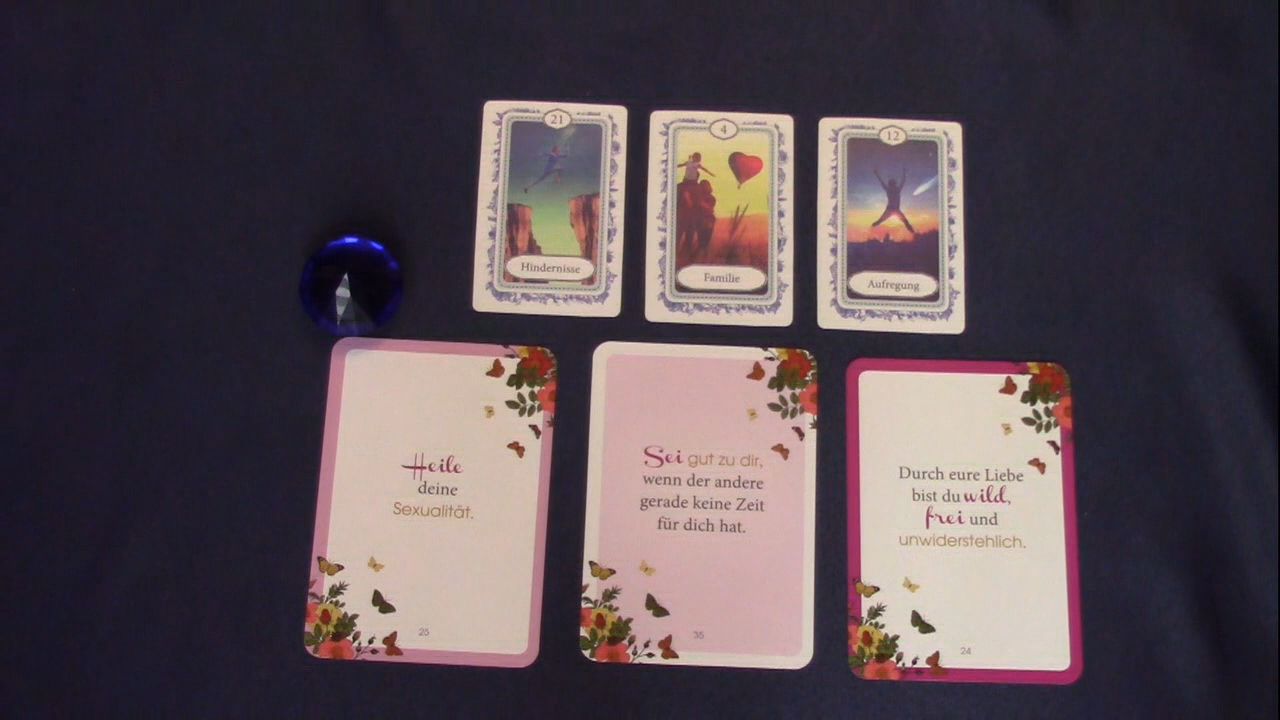 21
Hindernisse
4
Familie
12
Aufregung
Heile
deine
Sexualität.
25
Sei gut zu dir,
wenn der andere
gerade keine Zeit
für dich hat.
35
Durch eure Liebe
bist du wild,
frei und
unwiderstehlich.
24